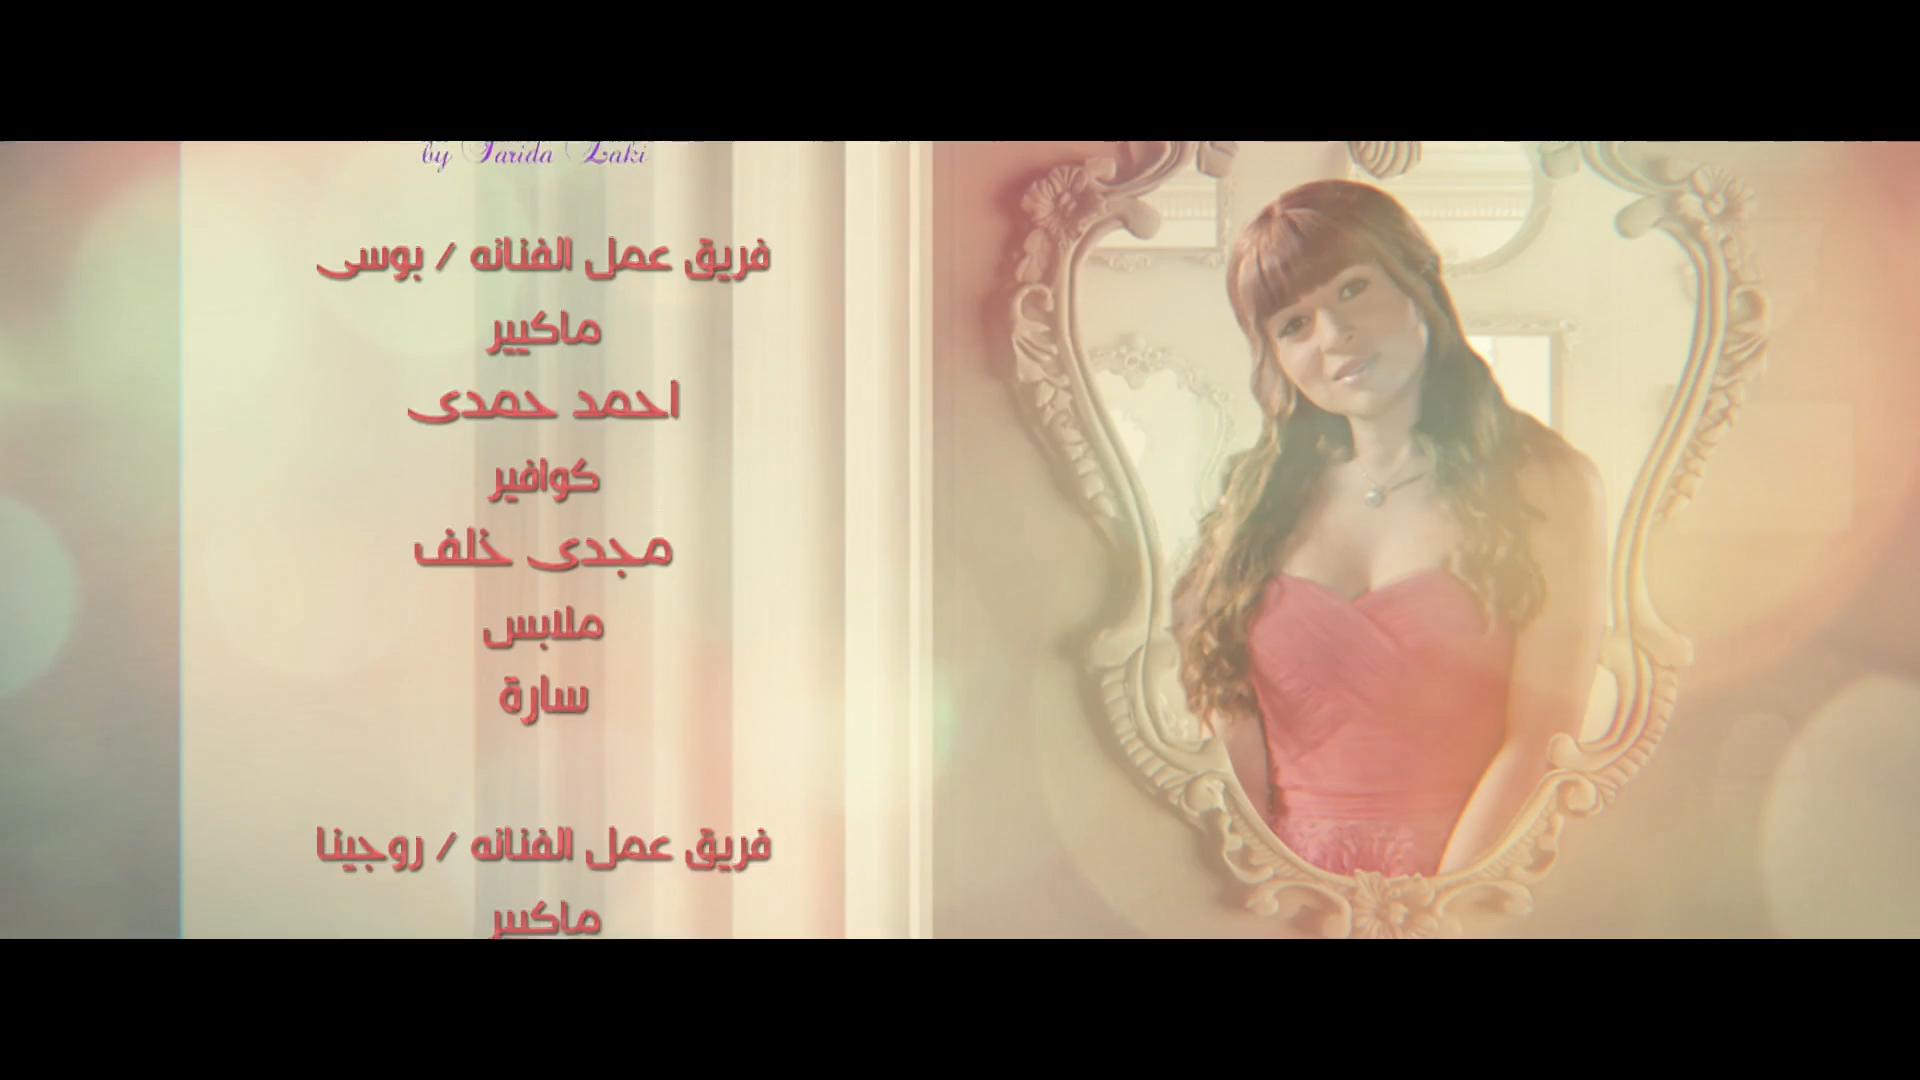 by Farida Zaki
فريق عمل الفنانه / بوسى
ماكيير
احمد حمدى
كوافير
مجدى خلف
ملابس
سارة
فريق عمل الفنانه / روجينا
ماكيير